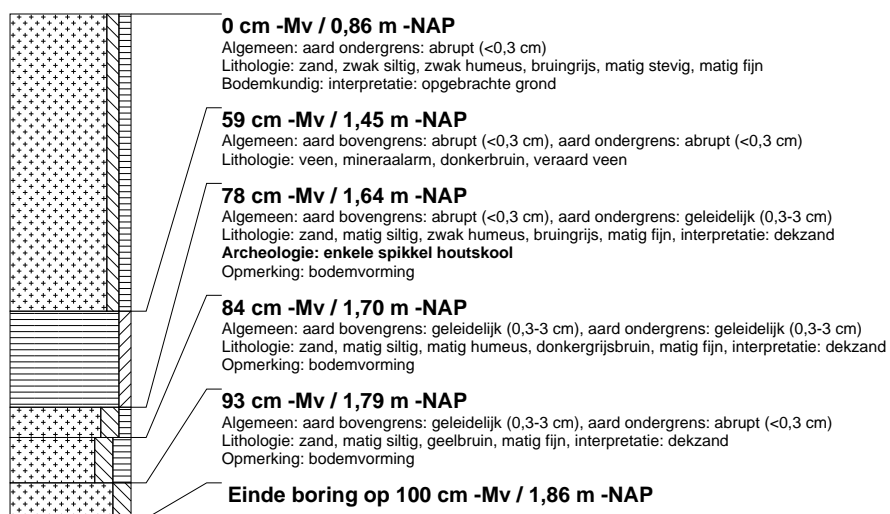 0 cm -Mv / 0,86 m -NAP
Algemeen: aard ondergrens: abrupt (<0,3 cm)
Lithologie: zand, zwak siltig, zwak humeus, bruingrijs, matig stevig, matig fijn
Bodemkundig: interpretatie: opgebrachte grond
59 cm -Mv / 1,45 m -NAP
Algemeen: aard bovengrens: abrupt (<0,3 cm), aard ondergrens: abrupt (<0,3 cm)
Lithologie: veen, mineraalarm, donkerbruin, veraard veen
78 cm -Mv / 1,64 m -NAP
Algemeen: aard bovengrens: abrupt (<0,3 cm), aard ondergrens: geleidelijk (0,3-3 cm)
Lithologie: zand, matig siltig, zwak humeus, bruingrijs, matig fijn, interpretatie: dekzand
Archeologie: enkele spikkel houtskool
Opmerking: bodemvorming
84 cm -Mv / 1,70 m -NAP
Algemeen: aard bovengrens: geleidelijk (0,3-3 cm), aard ondergrens: geleidelijk (0,3-3 cm)
Lithologie: zand, matig siltig, matig humeus, donkergrijsbruin, matig fijn, interpretatie: dekzand
Opmerking: bodemvorming
93 cm -Mv / 1,79 m -NAP
Algemeen: aard bovengrens: geleidelijk (0,3-3 cm), aard ondergrens: abrupt (<0,3 cm)
Lithologie: zand, matig siltig, geelbruin, matig fijn, interpretatie: dekzand
Opmerking: bodemvorming
Einde boring op 100 cm -Mv / 1,86 m -NAP